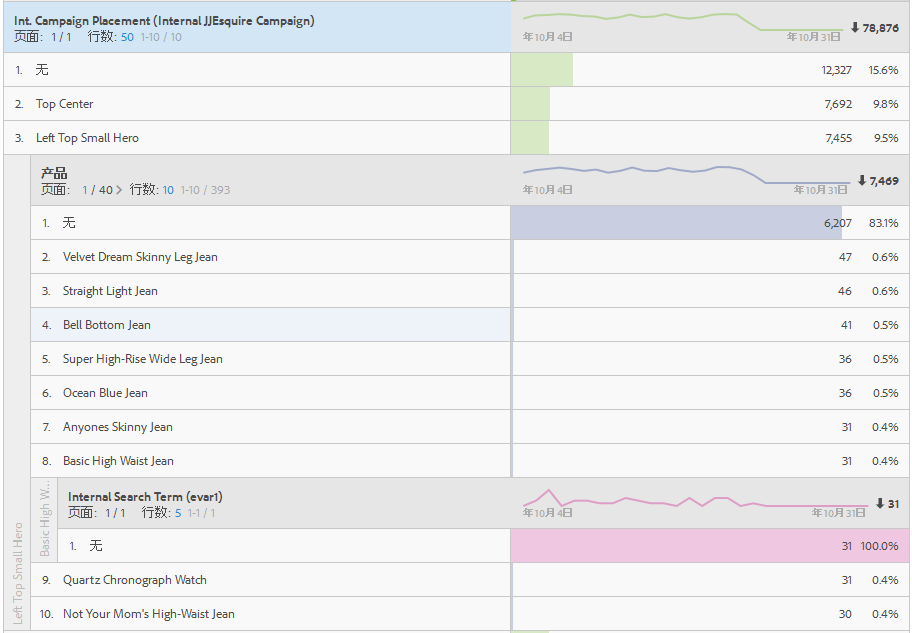 Int. Campaign Placement (Internal JJEsquire Campaign)
页面: 1 / 1 行数: 50 1-10 / 10
年10月4日 年10月31日 78,876
1. 无 12,327 15.6%
2. Top Center 7,692 9.8%
3. Left Top Small Hero 7,455 9.5%
产品
页面: 1 / 40 > 行数: 10 1-10 / 393
年10月4日 年10月31日 7,469
1. 无 6,207 83.1%
2. Velvet Dream Skinny Leg Jean 47 0.6%
3. Straight Light Jean 46 0.6%
4. Bell Bottom Jean 41 0.5%
5. Super High-Rise Wide Leg Jean 36 0.5%
6. Ocean Blue Jean 36 0.5%
7. Anyones Skinny Jean 31 0.4%
8. Basic High Waist Jean 31 0.4%
Internal Search Term (evar1)
页面: 1 / 1 行数: 5 1-1 / 1
年10月4日 年10月31日 31
1. 无 31 100.0%
Basic High W...
9. Quartz Chronograph Watch 31 0.4%
10. Not Your Mom's High-Waist Jean 30 0.4%
Left Top Small Hero